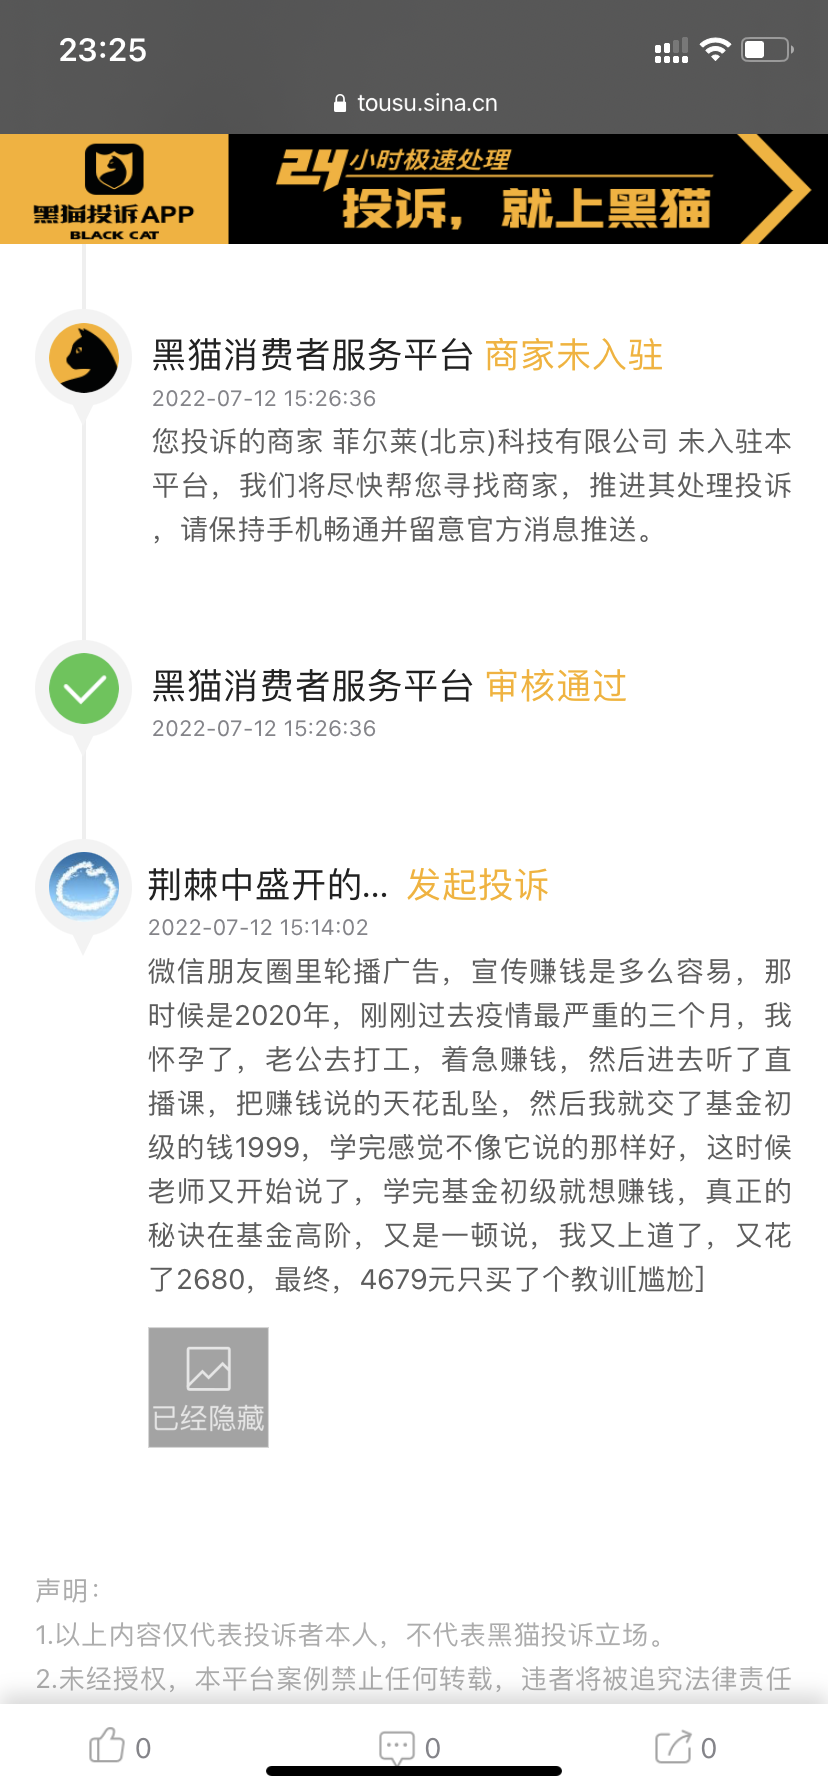 23:25
tousu.sina.cn
黑猫投诉APP
BLACK CAT
24小时极速处理
投诉，就上黑猫
黑猫消费者服务平台 商家未入驻
2022-07-12 15:26:36
您投诉的商家 菲尔莱(北京)科技有限公司 未入驻本
平台，我们将尽快帮您寻找商家，推进其处理投诉
，请保持手机畅通并留意官方消息推送。
黑猫消费者服务平台 审核通过
2022-07-12 15:26:36
荆棘中盛开的... 发起投诉
2022-07-12 15:14:02
微信朋友圈里轮播广告，宣传赚钱是多么容易，那
时候是2020年，刚刚过去疫情最严重的三个月，我
怀孕了，老公去打工，着急赚钱，然后进去听了直
播课，把赚钱说的天花乱坠，然后我就交了基金初
级的钱1999，学完感觉不像它说的那样好，这时候
老师又开始说了，学完基金初级就想赚钱，真正的
秘诀在基金高阶，又是一顿说，我又上道了，又花
了2680，最终，4679元只买了个教训[尴尬]
已经隐藏
声明：
1.以上内容仅代表投诉者本人，不代表黑猫投诉立场。
2.未经授权，本平台案例禁止任何转载，违者将被追究法律责任
0
0
0